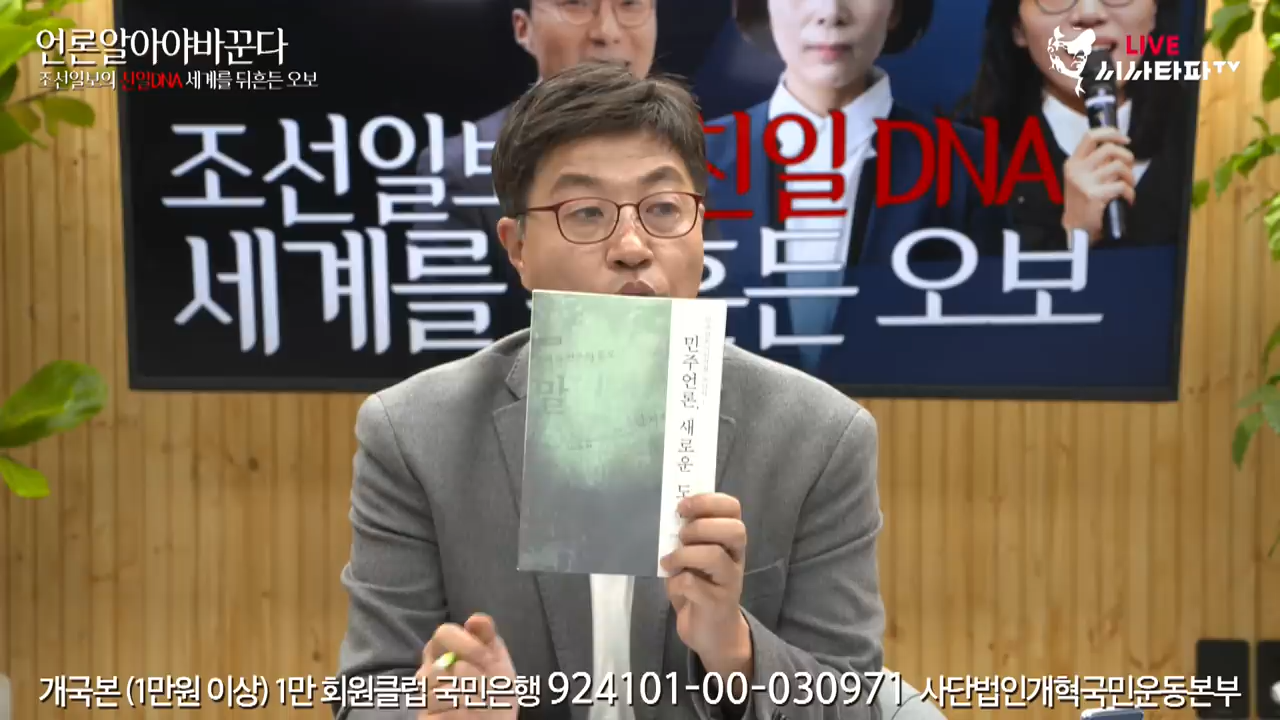 언론알아야바꾼다
조선일보의 친일DNA 세계를 뒤흔든 오보
LIVE
씨싸타파TV
조선일보 친일 DNA
세계를 흔든 오보
말
민주언론, 새로운 도
개국본 (1만원 이상) 1만 회원클럽 국민은행 924101-00-030971 사단법인개혁국민운동본부